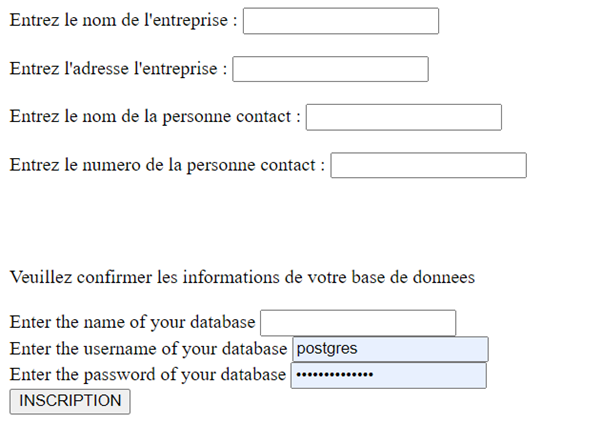 Entrez le nom de l'entreprise :
Entrez l'adresse l'entreprise :
Entrez le nom de la personne contact :
Entrez le numero de la personne contact :
Veuillez confirmer les informations de votre base de donnees
Enter the name of your database
Enter the username of your database postgres
Enter the password of your database ••••••••••••••
INSCRIPTION